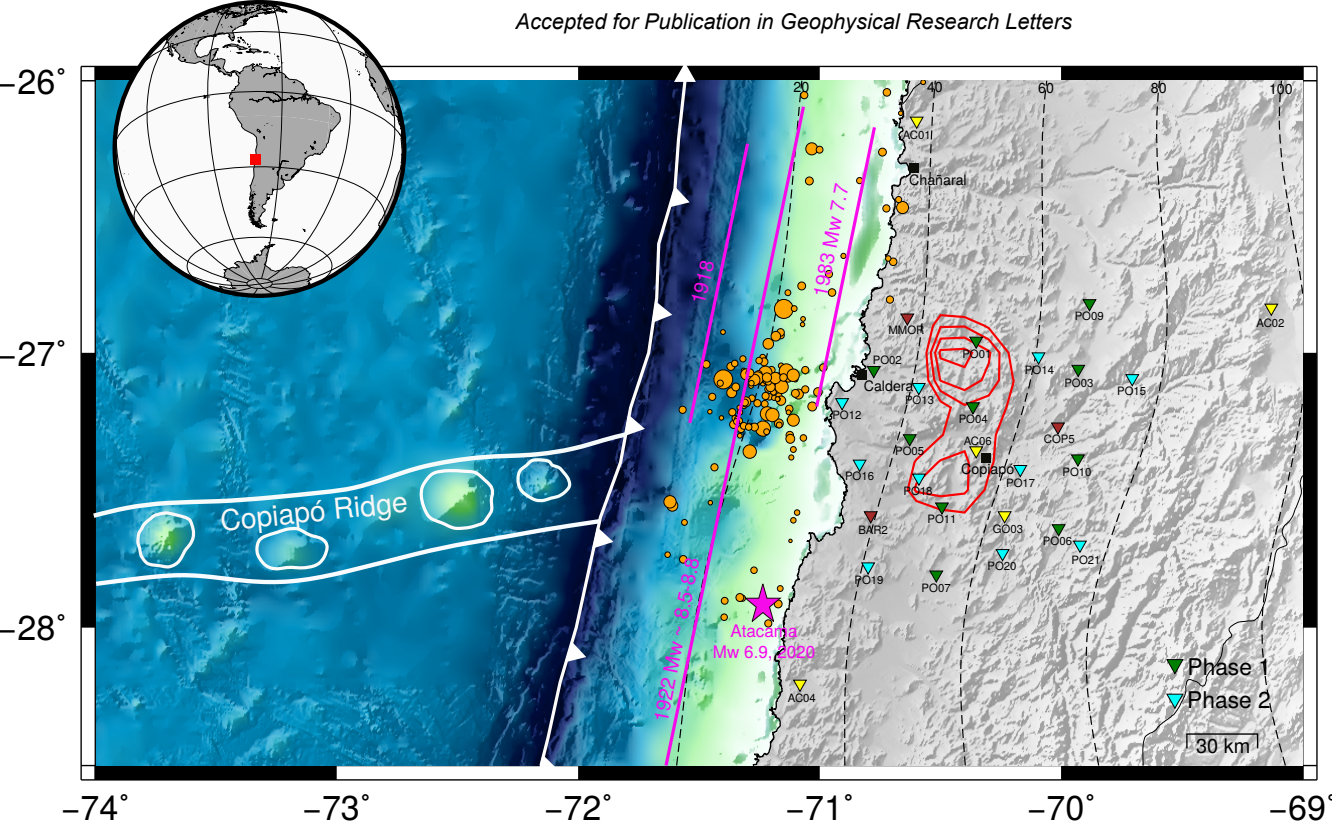 Accepted for Publication in Geophysical Research Letters
−26°
−27°
−28°
20
40
60
80
100
AC01
Chañaral
1918
1983 Mw 7.7
1922 Mw ~ 8.5-8.8
MMOR
PO02
Caldera
PO12
PO13
PO01
PO14
PO09
PO03
PO15
AC02
PO04
PO05
AC06
Copiapó
COP5
PO10
PO16
PO18
PO17
BAR2
PO11
GO03
PO06
PO21
PO19
PO07
PO20
Copiapó Ridge
Atacama
Mw 6.9, 2020
AC04
Phase 1
Phase 2
30 km
−74°
−73°
−72°
−71°
−70°
−69°